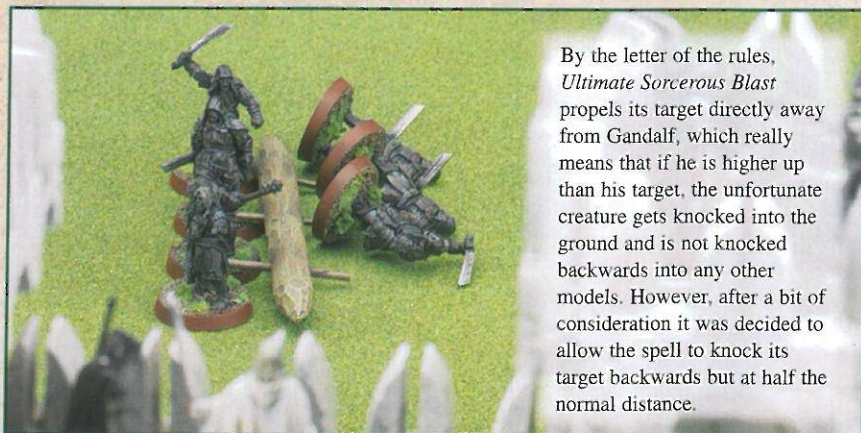 By the letter of the rules,
Ultimate Sorcerous Blast
propels its target directly away
from Gandalf, which really
means that if he is higher up
than his target, the unfortunate
creature gets knocked into the
ground and is not knocked
backwards into any other
models. However, after a bit of
consideration it was decided to
allow the spell to knock its
target backwards but at half the
normal distance.